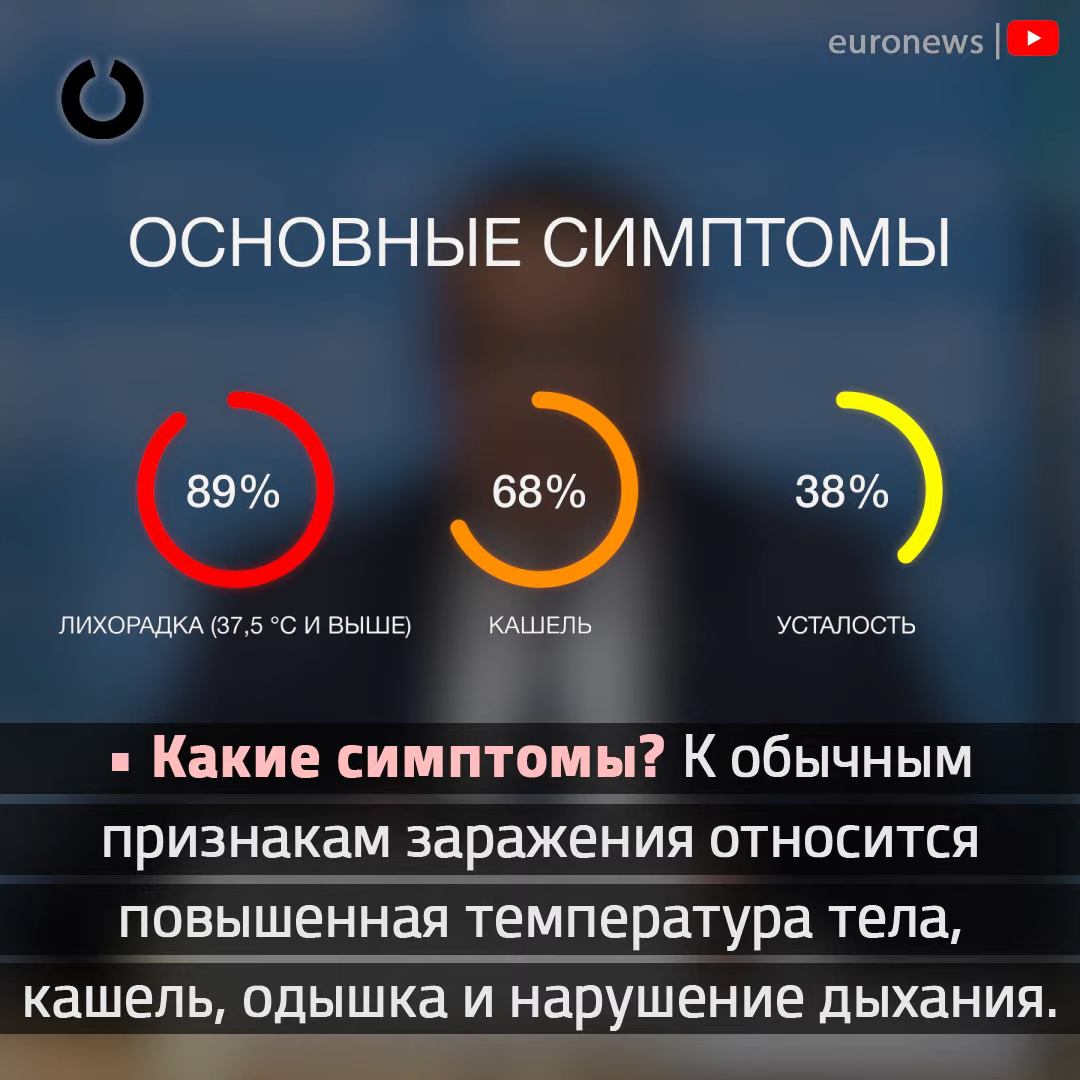 euronews |
ОСНОВНЫЕ СИМПТОМЫ
89% 68% 38%
ЛИХОРАДКА (37,5 °C И ВЫШЕ) КАШЕЛЬ УСТАЛОСТЬ
▪ Какие симптомы? К обычным
признакам заражения относится
повышенная температура тела,
кашель, одышка и нарушение дыхания.